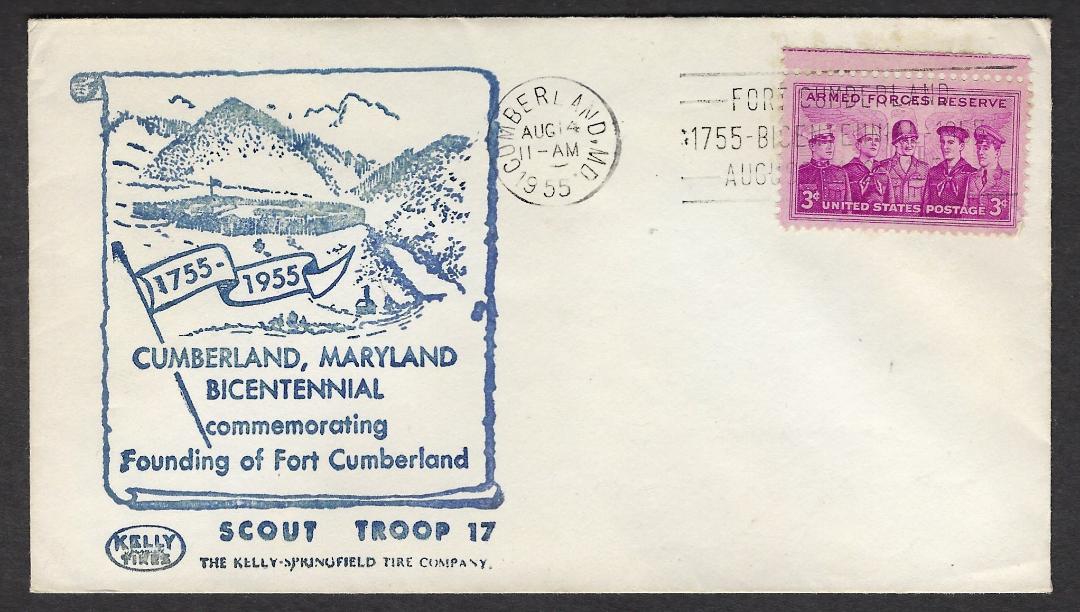 1755-
1955
CUMBERLAND, MARYLAND
BICENTENNIAL
commemorating
Founding of Fort Cumberland
SCOUT TROOP 17
KELLY
TIRES
THE KELLY-SPRINGFIELD TIRE COMPANY.
CUMBERLAND, MD.
AUG 14
11-AM
1955
FORT CUMBERLAND
1755-BICENTENNIAL-1955
ARMED FORCES RESERVE
3¢ UNITED STATES POSTAGE 3¢